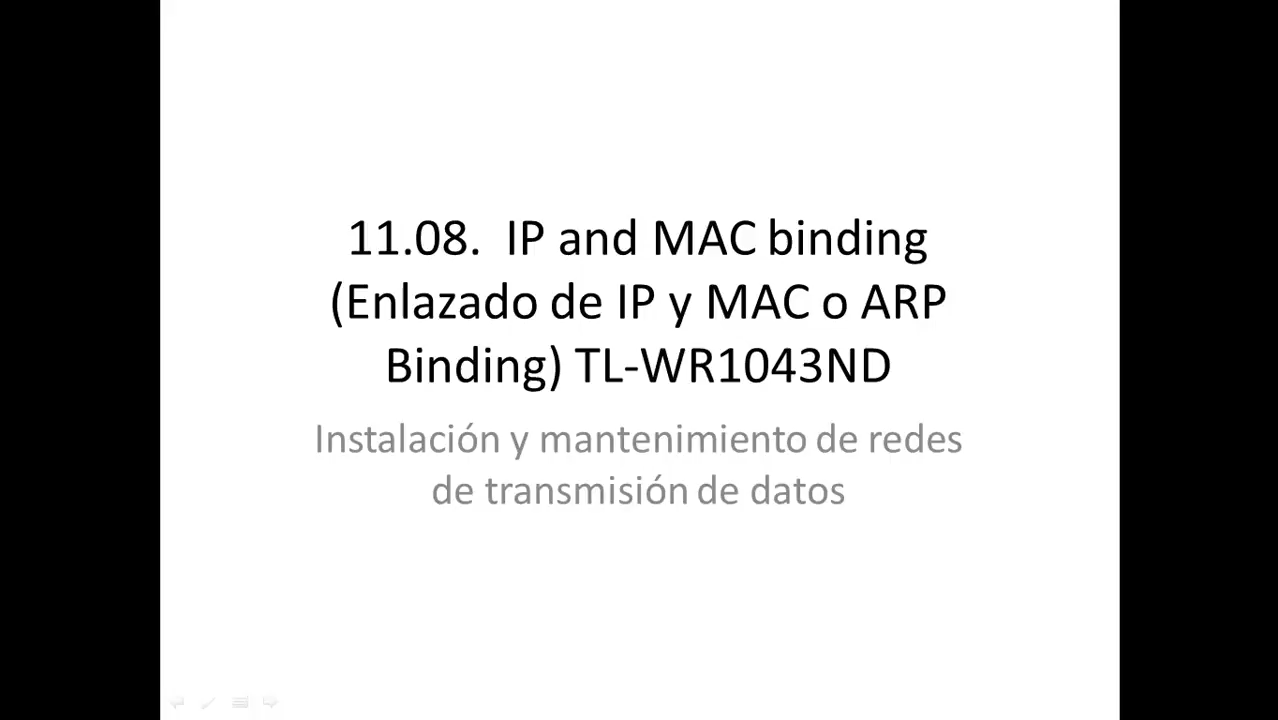 11.08.  IP and MAC binding
(Enlazado de IP y MAC o ARP
Binding) TL-WR1043ND
Instalación y mantenimiento de redes
de transmisión de datos